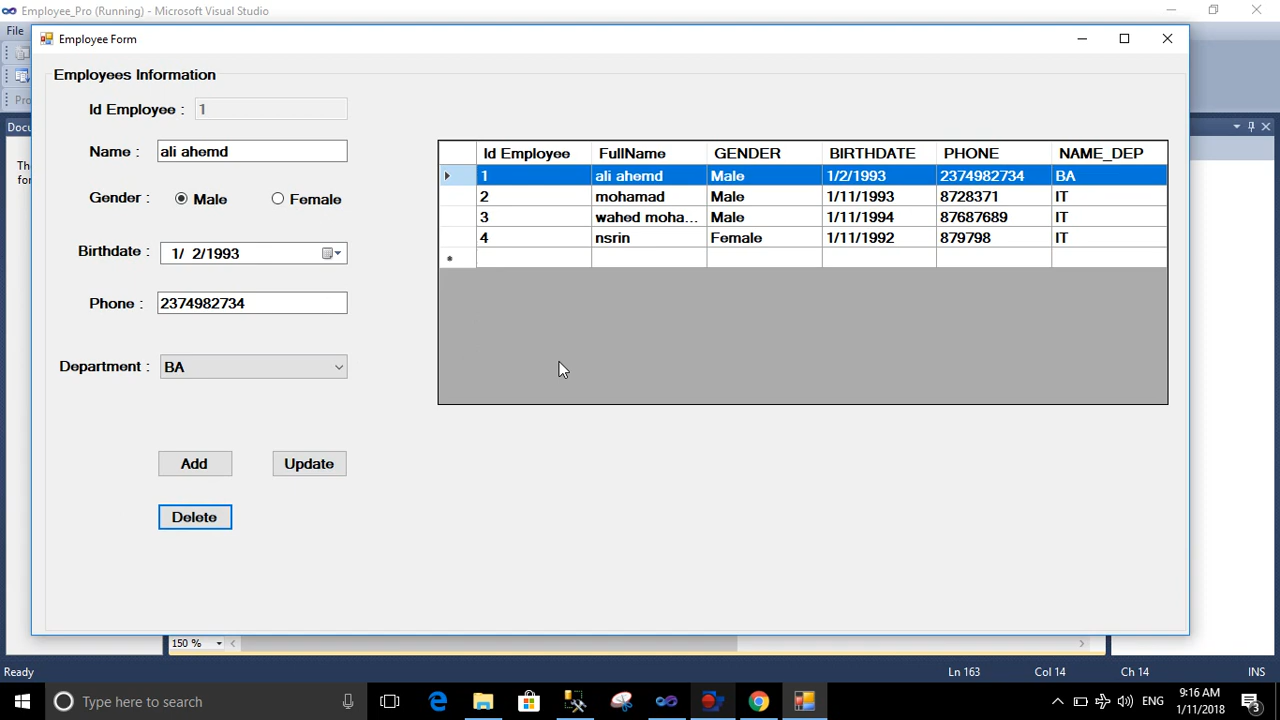 Employee_Pro (Running) - Microsoft Visual Studio
File
Employee Form
Employees Information
Id Employee : 1
Name : ali ahemd
Gender : Male Female
Birthdate : 1/ 2/1993
Phone : 2374982734
Department : BA
Add Update
Delete
Id Employee FullName GENDER BIRTHDATE PHONE NAME_DEP
1 ali ahemd Male 1/2/1993 2374982734 BA
2 mohamad Male 1/11/1993 8728371 IT
3 wahed moha... Male 1/11/1994 87687689 IT
4 nsrin Female 1/11/1992 879798 IT
150 %
Ready Ln 163 Col 14 Ch 14 INS
Type here to search
ENG
9:16 AM
1/11/2018
3